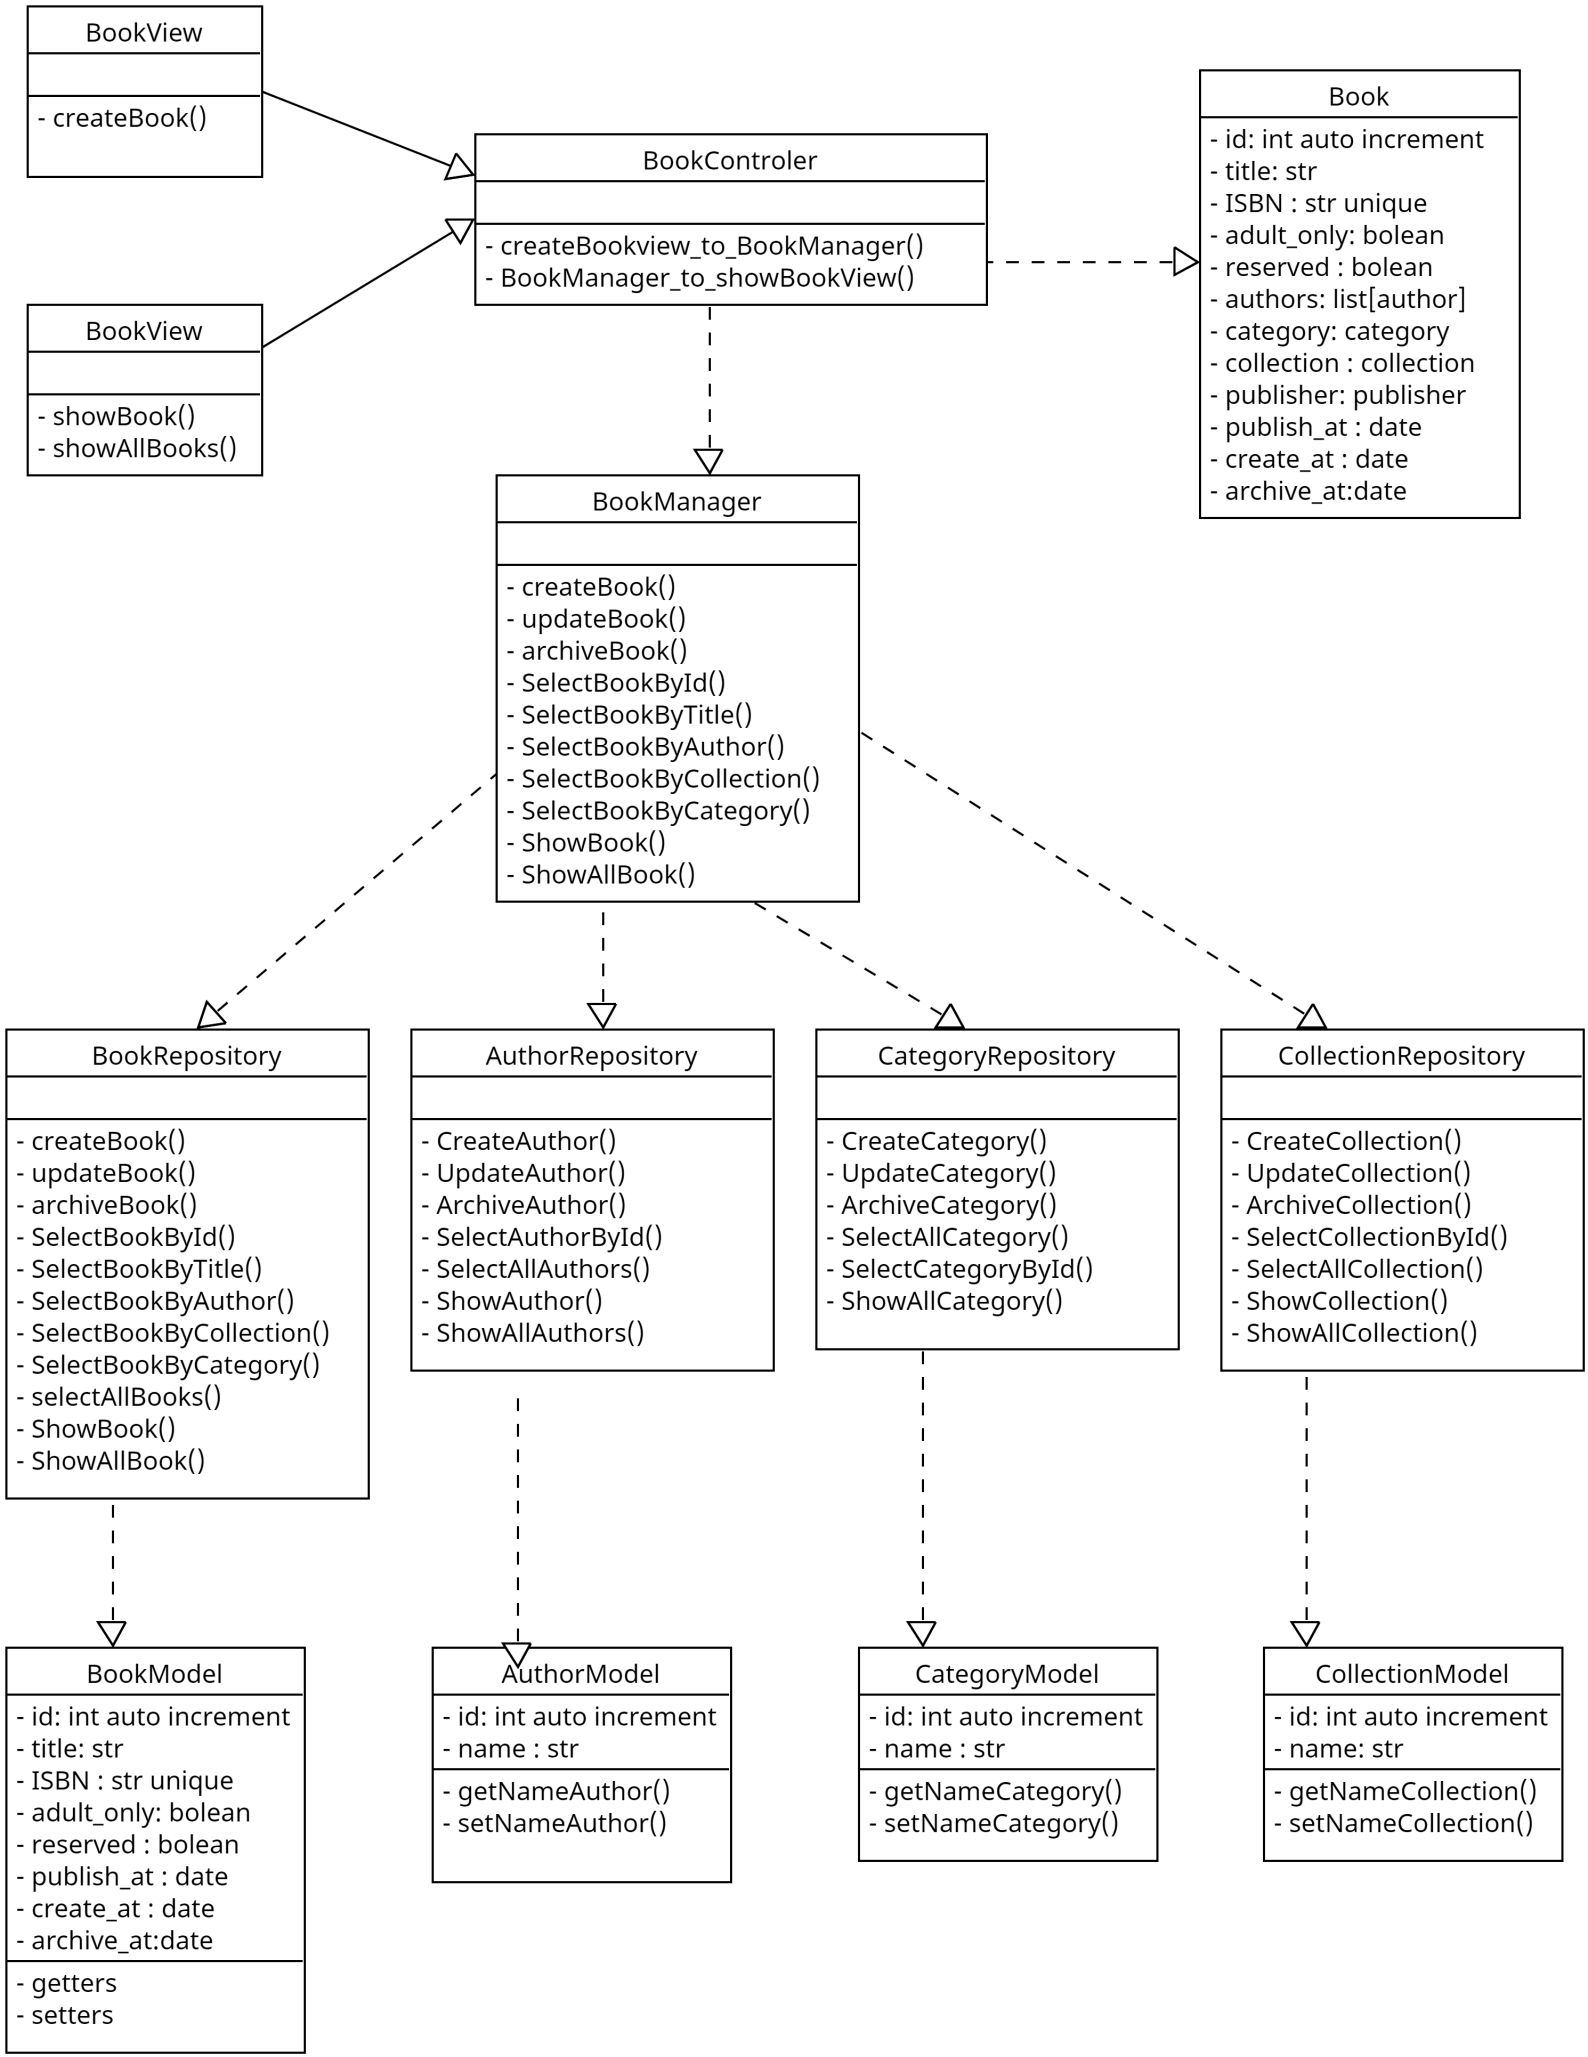 BookView
- createBook()
BookView
- showBook()
- showAllBooks()
BookControler
- createBookview_to_BookManager()
- BookManager_to_showBookView()
Book
- id: int auto increment
- title: str
- ISBN : str unique
- adult_only: bolean
- reserved : bolean
- authors: list[author]
- category: category
- collection : collection
- publisher: publisher
- publish_at : date
- create_at : date
- archive_at:date
BookManager
- createBook()
- updateBook()
- archiveBook()
- SelectBookById()
- SelectBookByTitle()
- SelectBookByAuthor()
- SelectBookByCollection()
- SelectBookByCategory()
- ShowBook()
- ShowAllBook()
BookRepository
- createBook()
- updateBook()
- archiveBook()
- SelectBookById()
- SelectBookByTitle()
- SelectBookByAuthor()
- SelectBookByCollection()
- SelectBookByCategory()
- selectAllBooks()
- ShowBook()
- ShowAllBook()
AuthorRepository
- CreateAuthor()
- UpdateAuthor()
- ArchiveAuthor()
- SelectAuthorById()
- SelectAllAuthors()
- ShowAuthor()
- ShowAllAuthors()
CategoryRepository
- CreateCategory()
- UpdateCategory()
- ArchiveCategory()
- SelectAllCategory()
- SelectCategoryById()
- ShowAllCategory()
CollectionRepository
- CreateCollection()
- UpdateCollection()
- ArchiveCollection()
- SelectCollectionById()
- SelectAllCollection()
- ShowCollection()
- ShowAllCollection()
BookModel
- id: int auto increment
- title: str
- ISBN : str unique
- adult_only: bolean
- reserved : bolean
- publish_at : date
- create_at : date
- archive_at:date
- getters
- setters
AuthorModel
- id: int auto increment
- name : str
- getNameAuthor()
- setNameAuthor()
CategoryModel
- id: int auto increment
- name : str
- getNameCategory()
- setNameCategory()
CollectionModel
- id: int auto increment
- name: str
- getNameCollection()
- setNameCollection()